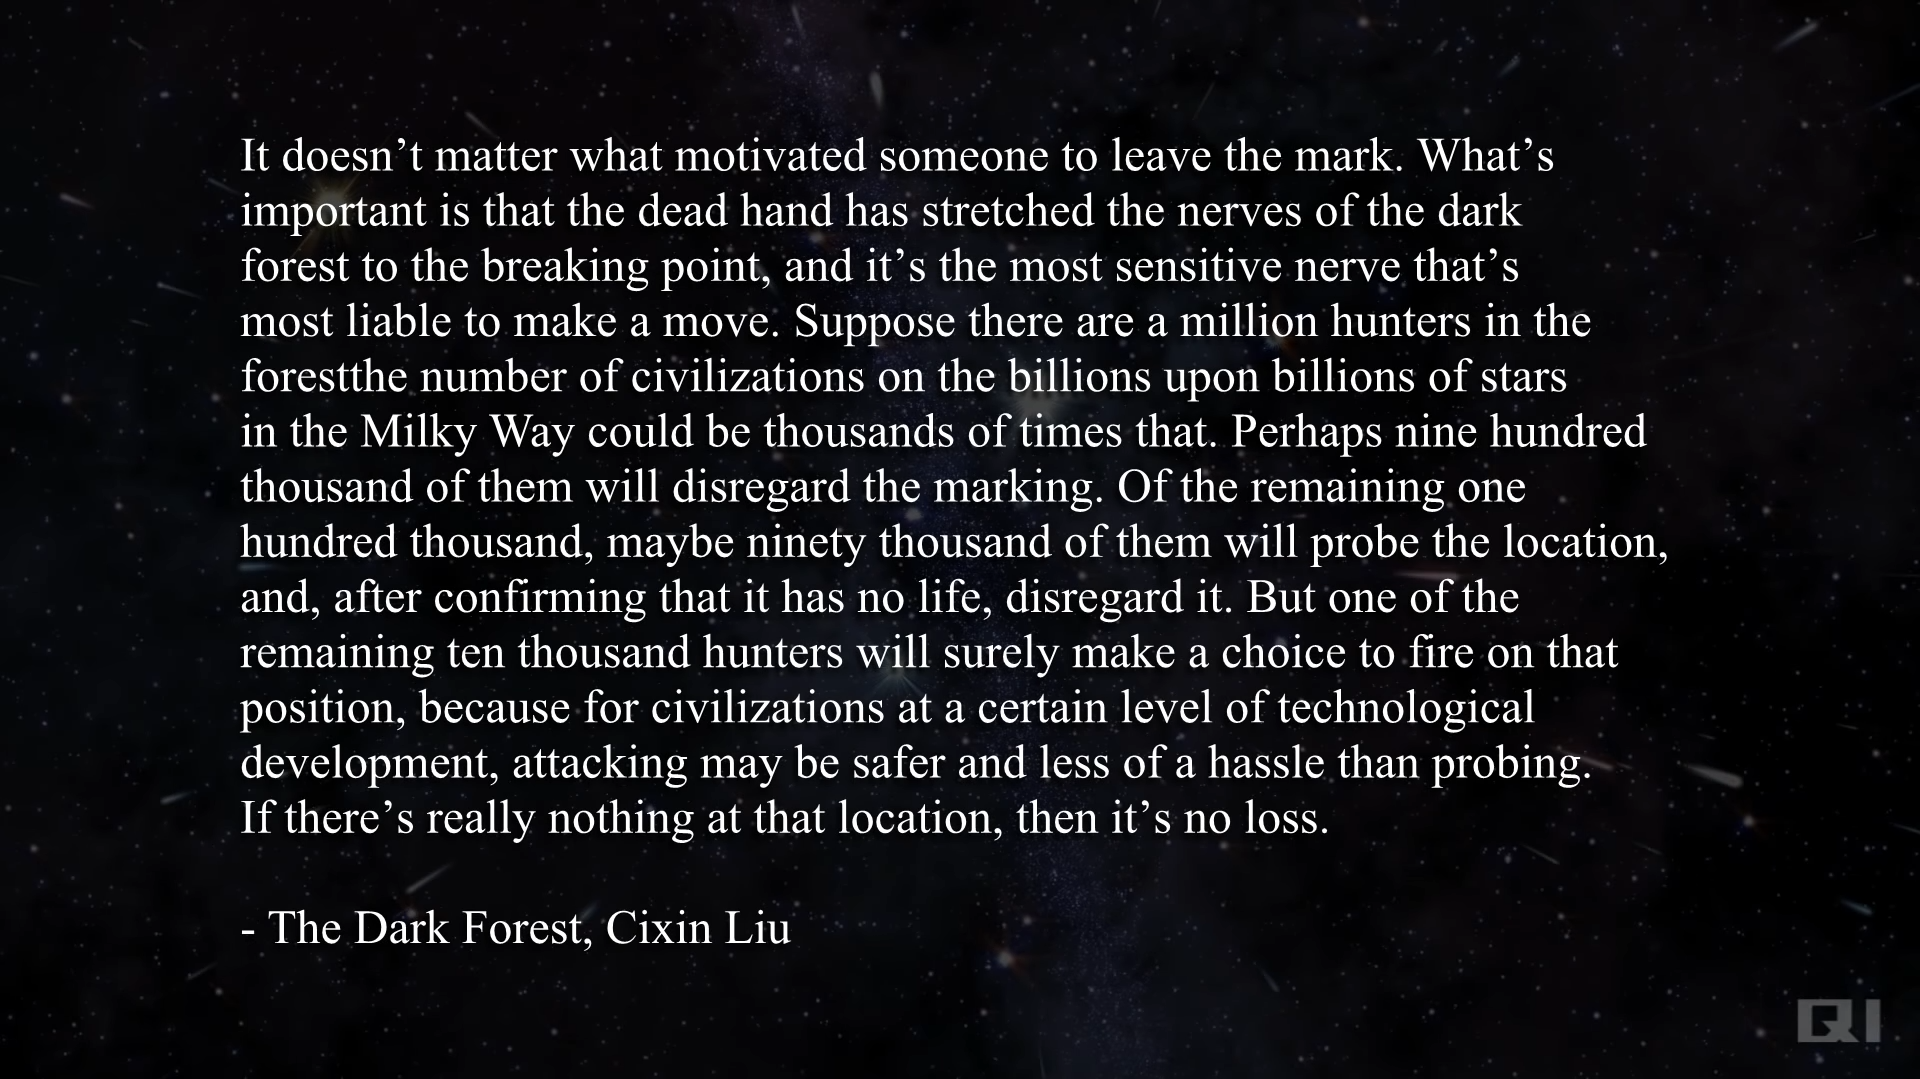 It doesn’t matter what motivated someone to leave the mark. What’s
important is that the dead hand has stretched the nerves of the dark
forest to the breaking point, and it’s the most sensitive nerve that’s
most liable to make a move. Suppose there are a million hunters in the
forestthe number of civilizations on the billions upon billions of stars
in the Milky Way could be thousands of times that. Perhaps nine hundred
thousand of them will disregard the marking. Of the remaining one
hundred thousand, maybe ninety thousand of them will probe the location,
and, after confirming that it has no life, disregard it. But one of the
remaining ten thousand hunters will surely make a choice to fire on that
position, because for civilizations at a certain level of technological
development, attacking may be safer and less of a hassle than probing.
If there’s really nothing at that location, then it’s no loss.
- The Dark Forest, Cixin Liu
QI